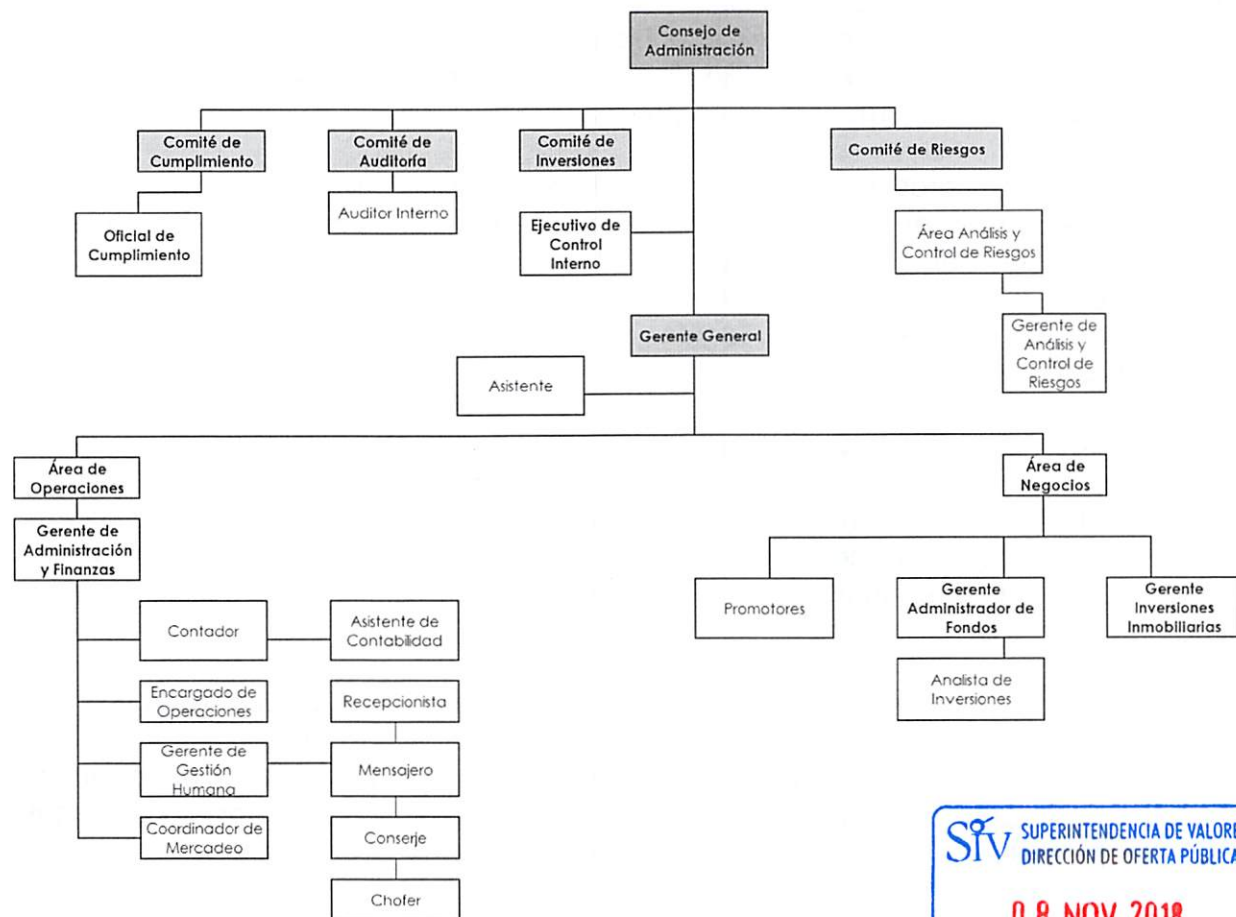 Consejo de
Administración
Comité de
Cumplimiento
Comité de
Auditoría
Comité de
Inversiones
Comité de Riesgos
Oficial de
Cumplimiento
Auditor Interno
Ejecutivo de
Control
Interno
Área Análisis y
Control de Riesgos
Gerente General
Gerente de
Análisis y
Control de
Riesgos
Asistente
Área de
Operaciones
Área de
Negocios
Gerente de
Administración
y Finanzas
Promotores
Gerente
Administrador de
Fondos
Gerente
Inversiones
Inmobiliarias
Contador
Asistente de
Contabilidad
Analista de
Inversiones
Encargado de
Operaciones
Recepcionista
Gerente de
Gestión
Humana
Mensajero
Coordinador de
Mercadeo
Conserje
Chofer
SIV SUPERINTENDENCIA DE VALORE
DIRECCIÓN DE OFERTA PÚBLICA
0 8 NOV 2018